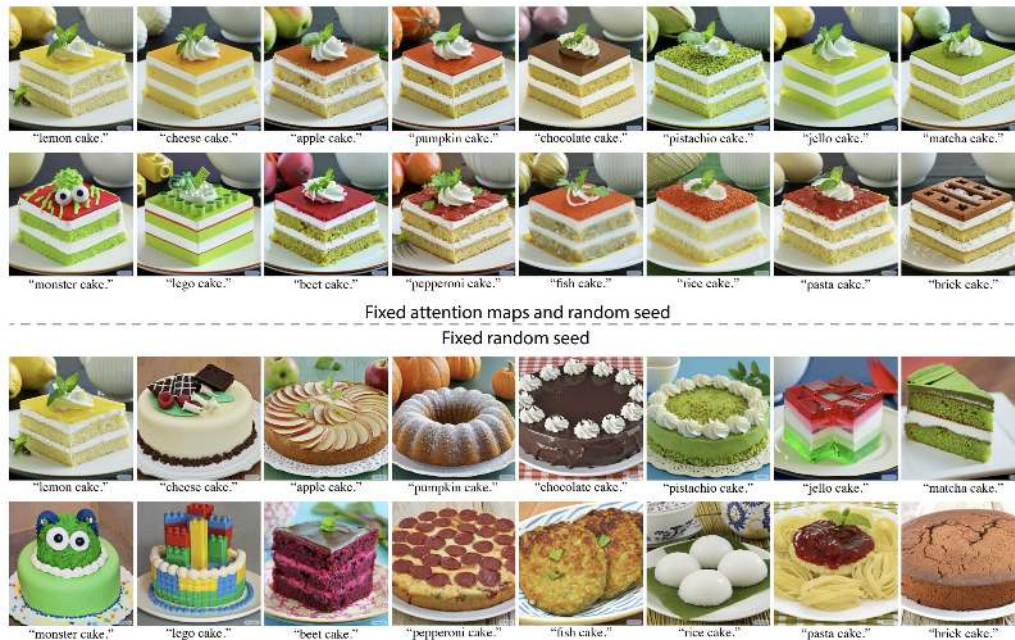 "lemon cake."
"cheese cake."
"apple cake."
"pumpkin cake."
"chocolate cake."
"pistachio cake."
"jello cake."
"matcha cake."
"monster cake."
"lego cake."
"beet cake."
"pepperoni cake."
"fish cake."
"rice cake."
"pasta cake."
"brick cake."
Fixed attention maps and random seed
Fixed random seed
"lemon cake."
"cheese cake."
"apple cake."
"pumpkin cake."
"chocolate cake."
"pistachio cake."
"jello cake."
"matcha cake."
"monster cake."
"lego cake."
"beet cake."
"pepperoni cake."
"fish cake."
"rice cake."
"pasta cake."
"brick cake."